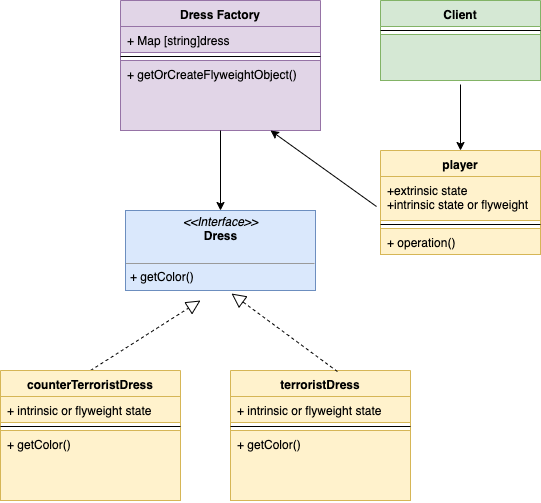 Dress Factory
+ Map [string]dress
+ getOrCreateFlyweightObject()
Client
player
+extrinsic state
+intrinsic state or flyweight
+ operation()
<<Interface>>
Dress
+ getColor()
counterTerroristDress
+ intrinsic or flyweight state
+ getColor()
terroristDress
+ intrinsic or flyweight state
+ getColor()